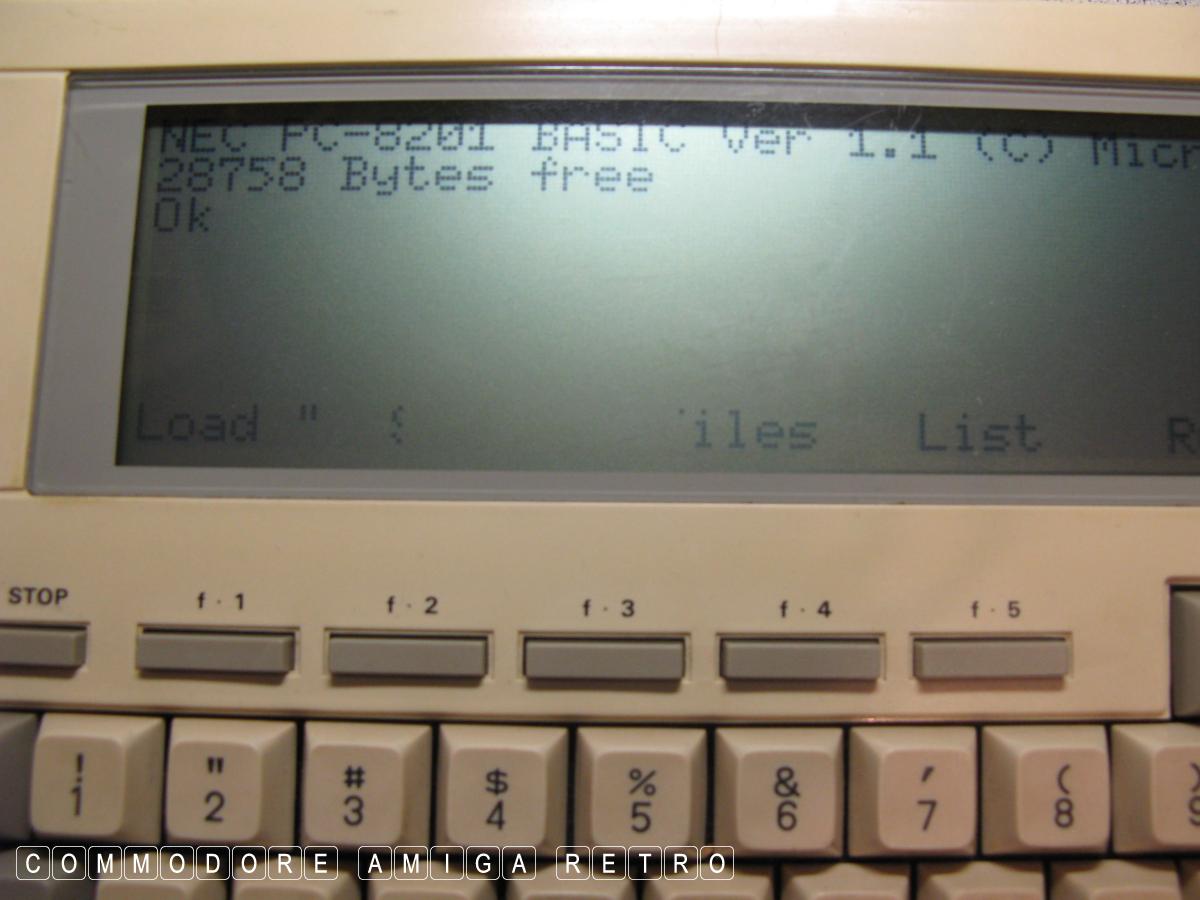 NEC PC-8201 BASIC Ver 1.1 (C) Micr
28758 Bytes free
Ok
Load " iles List R
STOP f·1 f·2 f·3 f·4 f·5
! " # $ % & ' ( )
1 2 3 4 5 6 7 8 9
COMMODORE AMIGA RETRO